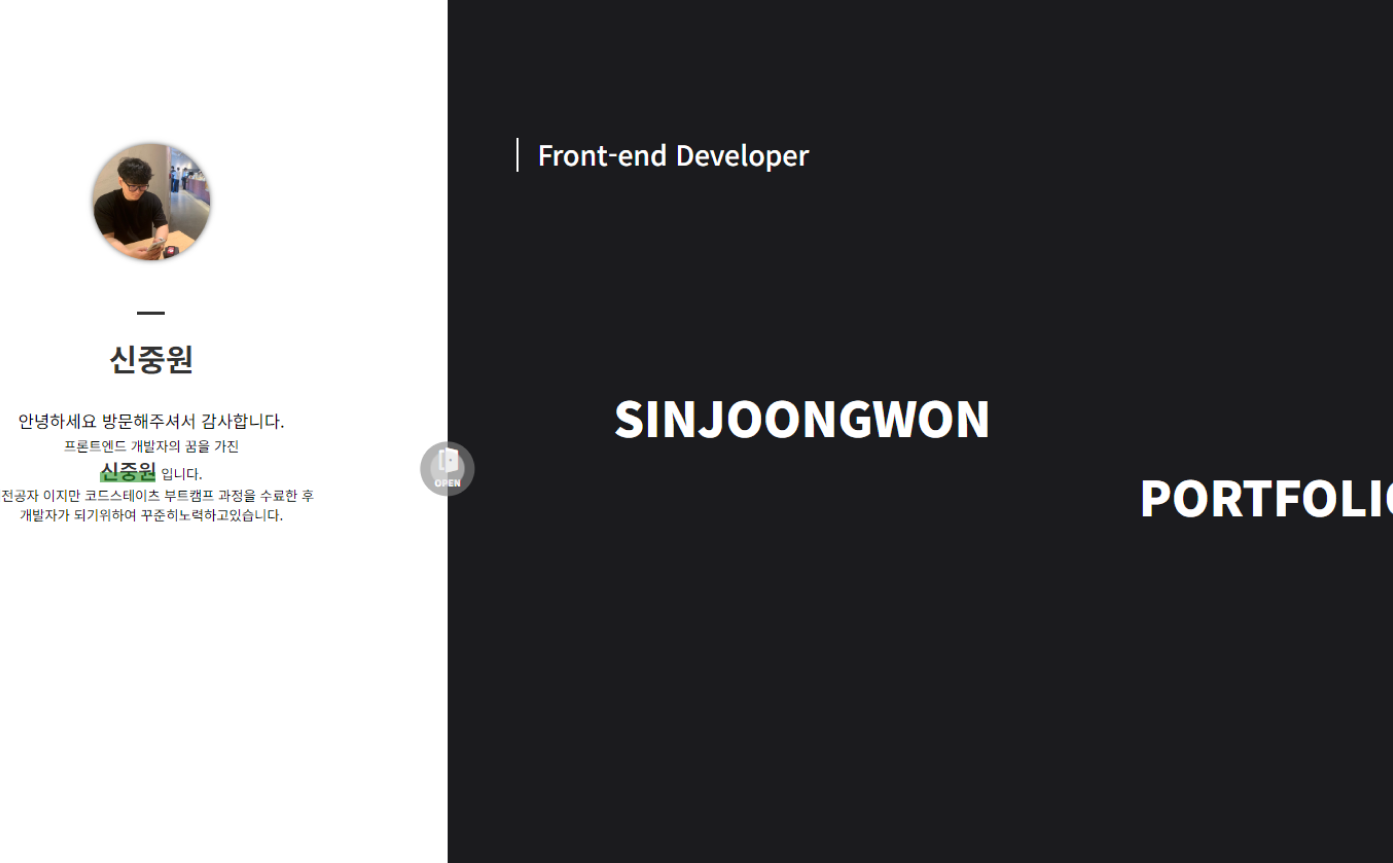 신중원
안녕하세요 방문해주셔서 감사합니다.
프론트엔드 개발자의 꿈을 가진
신중원 입니다.
전공자 이지만 코드스테이츠 부트캠프 과정을 수료한 후
개발자가 되기위하여 꾸준히노력하고있습니다.
OPEN
Front-end Developer
SINJOONGWON
PORTFOLIO